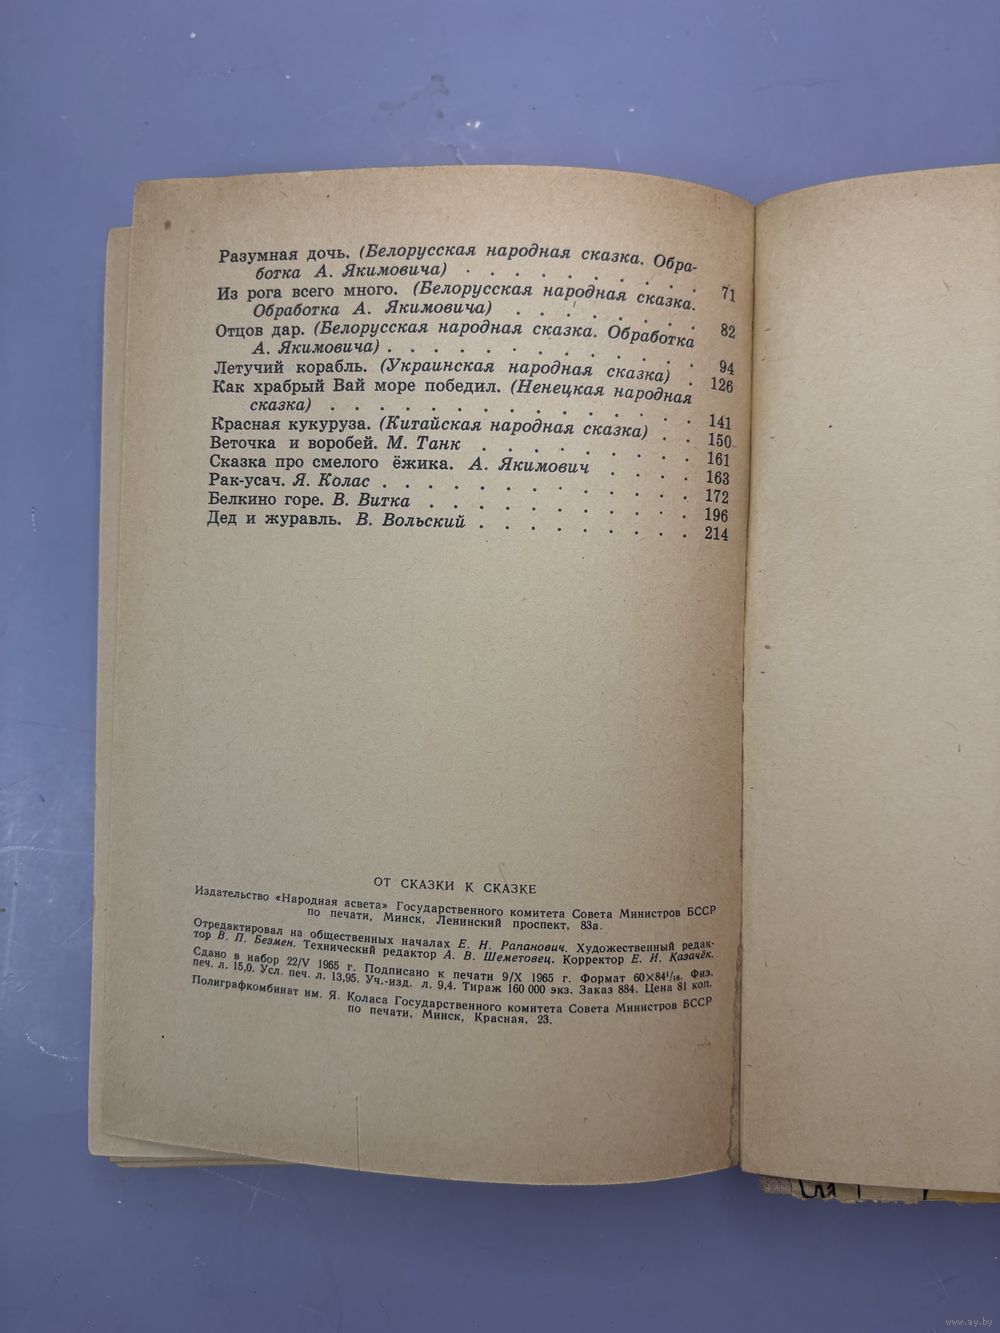 Разумная дочь. (Белорусская народная сказка. Обра-
ботка А. Якимовича) . . . . . . . . 71
Из рога всего много. (Белорусская народная сказка.
Обработка А. Якимовича) . . . . . . . 82
Отцов дар. (Белорусская народная сказка. Обработка
А. Якимовича) . . . . . . . . . . . 94
Летучий корабль. (Украинская народная сказка) . 126
Как храбрый Вай море победил. (Ненецкая народная
сказка) . . . . . . . . . . . . . 141
Красная кукуруза. (Китайская народная сказка) . . 150
Веточка и воробей. М. Танк . . . . . . . 161
Сказка про смелого ёжика. А. Якимович . . . . 163
Рак-усач. Я. Колас . . . . . . . . . . 172
Белкино горе. В. Витка . . . . . . . . . 196
Дед и журавль. В. Вольский . . . . . . . . 214
ОТ СКАЗКИ К СКАЗКЕ
Издательство «Народная асвета» Государственного комитета Совета Министров БССР
по печати, Минск, Ленинский проспект, 83а.
Отредактировал на общественных началах Е. Н. Рапанович. Художественный редак-
тор В. П. Безмен. Технический редактор А. В. Шеметовец. Корректор Е. И. Казачёк.
Сдано в набор 22/V 1965 г. Подписано к печати 9/X 1965 г. Формат 60×84¹/₁₆. Физ.
печ. л. 15,0. Усл. печ. л. 13,95. Уч.-изд. л. 9,4. Тираж 160 000 экз. Заказ 884. Цена 81 коп.
Полиграфкомбинат им. Я. Коласа Государственного комитета Совета Министров БССР
по печати, Минск, Красная, 23.
www.ay.by